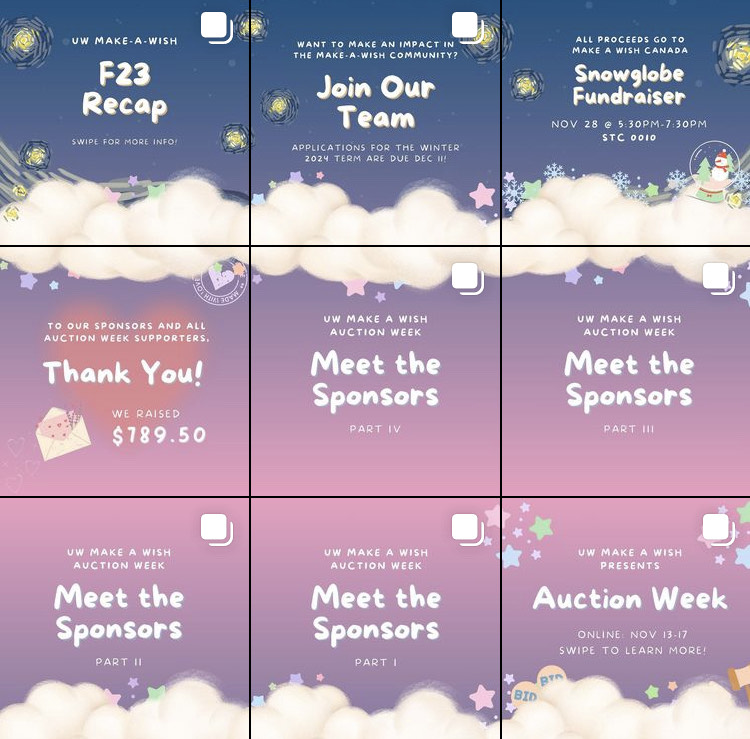 UW MAKE-A-WISH
F23
Recap
SWIPE FOR MORE INFO!
WANT TO MAKE AN IMPACT IN
THE MAKE-A-WISH COMMUNITY?
Join Our
Team
APPLICATIONS FOR THE WINTER
2024 TERM ARE DUE DEC 11!
ALL PROCEEDS GO TO
MAKE A WISH CANADA
Snowglobe
Fundraiser
NOV 28 @ 5:30PM-7:30PM
STC 0010
MADE WITH LOVE
TO OUR SPONSORS AND ALL
AUCTION WEEK SUPPORTERS,
Thank You!
WE RAISED
$789.50
UW MAKE A WISH
AUCTION WEEK
Meet the
Sponsors
PART IV
UW MAKE A WISH
AUCTION WEEK
Meet the
Sponsors
PART III
UW MAKE A WISH
AUCTION WEEK
Meet the
Sponsors
PART II
UW MAKE A WISH
AUCTION WEEK
Meet the
Sponsors
PART I
UW MAKE A WISH
PRESENTS
Auction Week
ONLINE: NOV 13-17
SWIPE TO LEARN MORE!
BID
BID